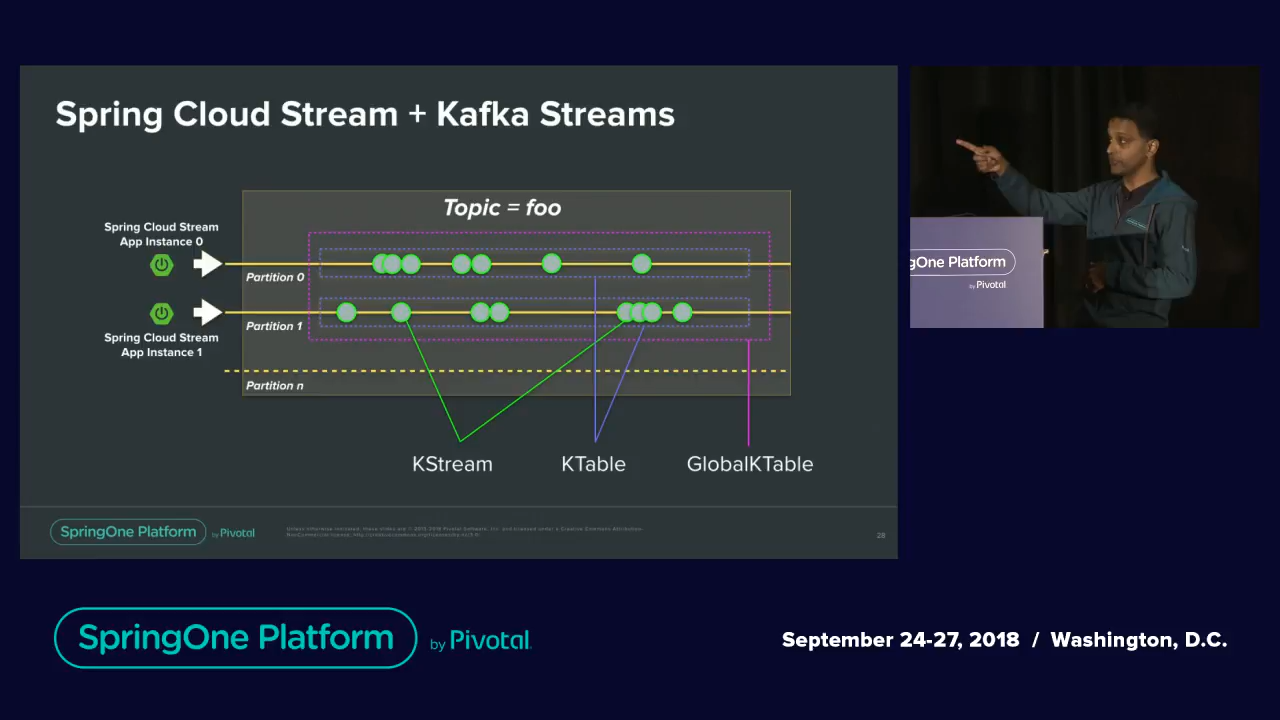 Spring Cloud Stream + Kafka Streams
Topic = foo
Spring Cloud Stream
App Instance 0
Partition 0
Partition 1
Spring Cloud Stream
App Instance 1
Partition n
KStream
KTable
GlobalKTable
SpringOne Platform
by Pivotal
28
gOne Platform
by Pivotal
SpringOne Platform
by Pivotal.
September 24-27, 2018 / Washington, D.C.